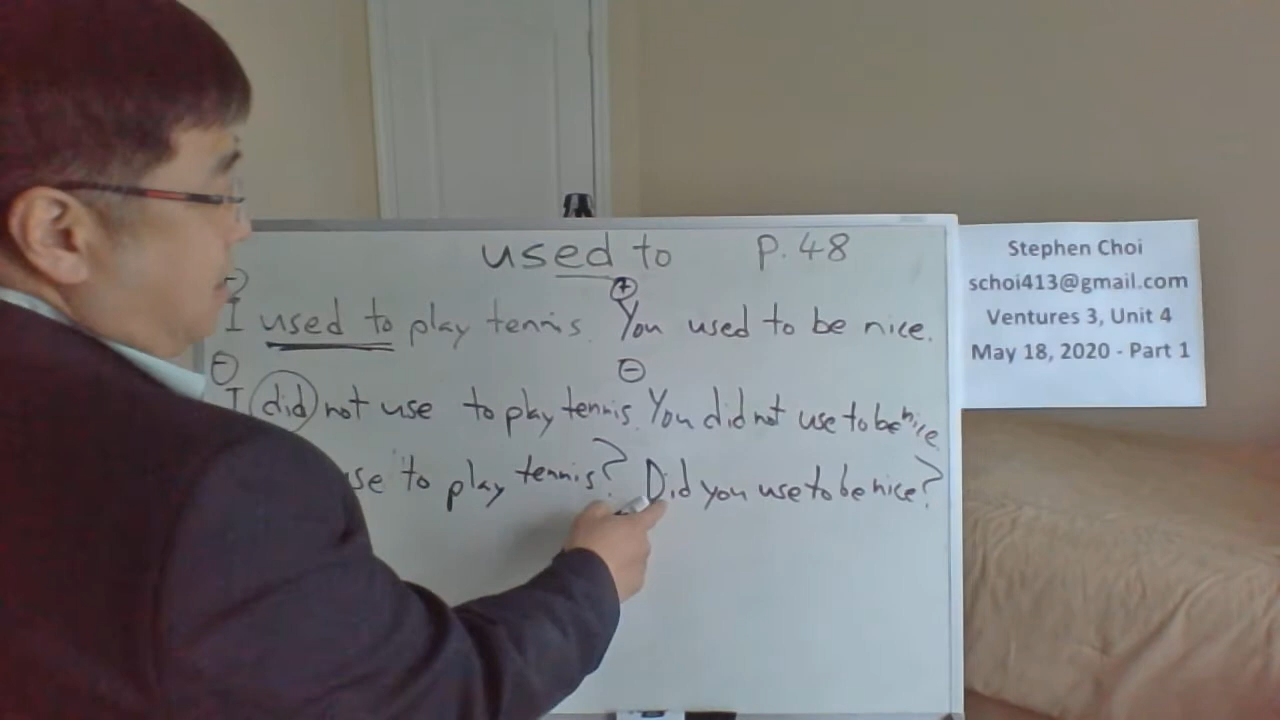 used to p. 48
+
I used to play tennis. You used to be nice.
-
-
I did not use to play tennis. You did not use to be nice.
to play tennis? Did you use to be nice?
Stephen Choi
schoi413@gmail.com
Ventures 3, Unit 4
May 18, 2020 - Part 1